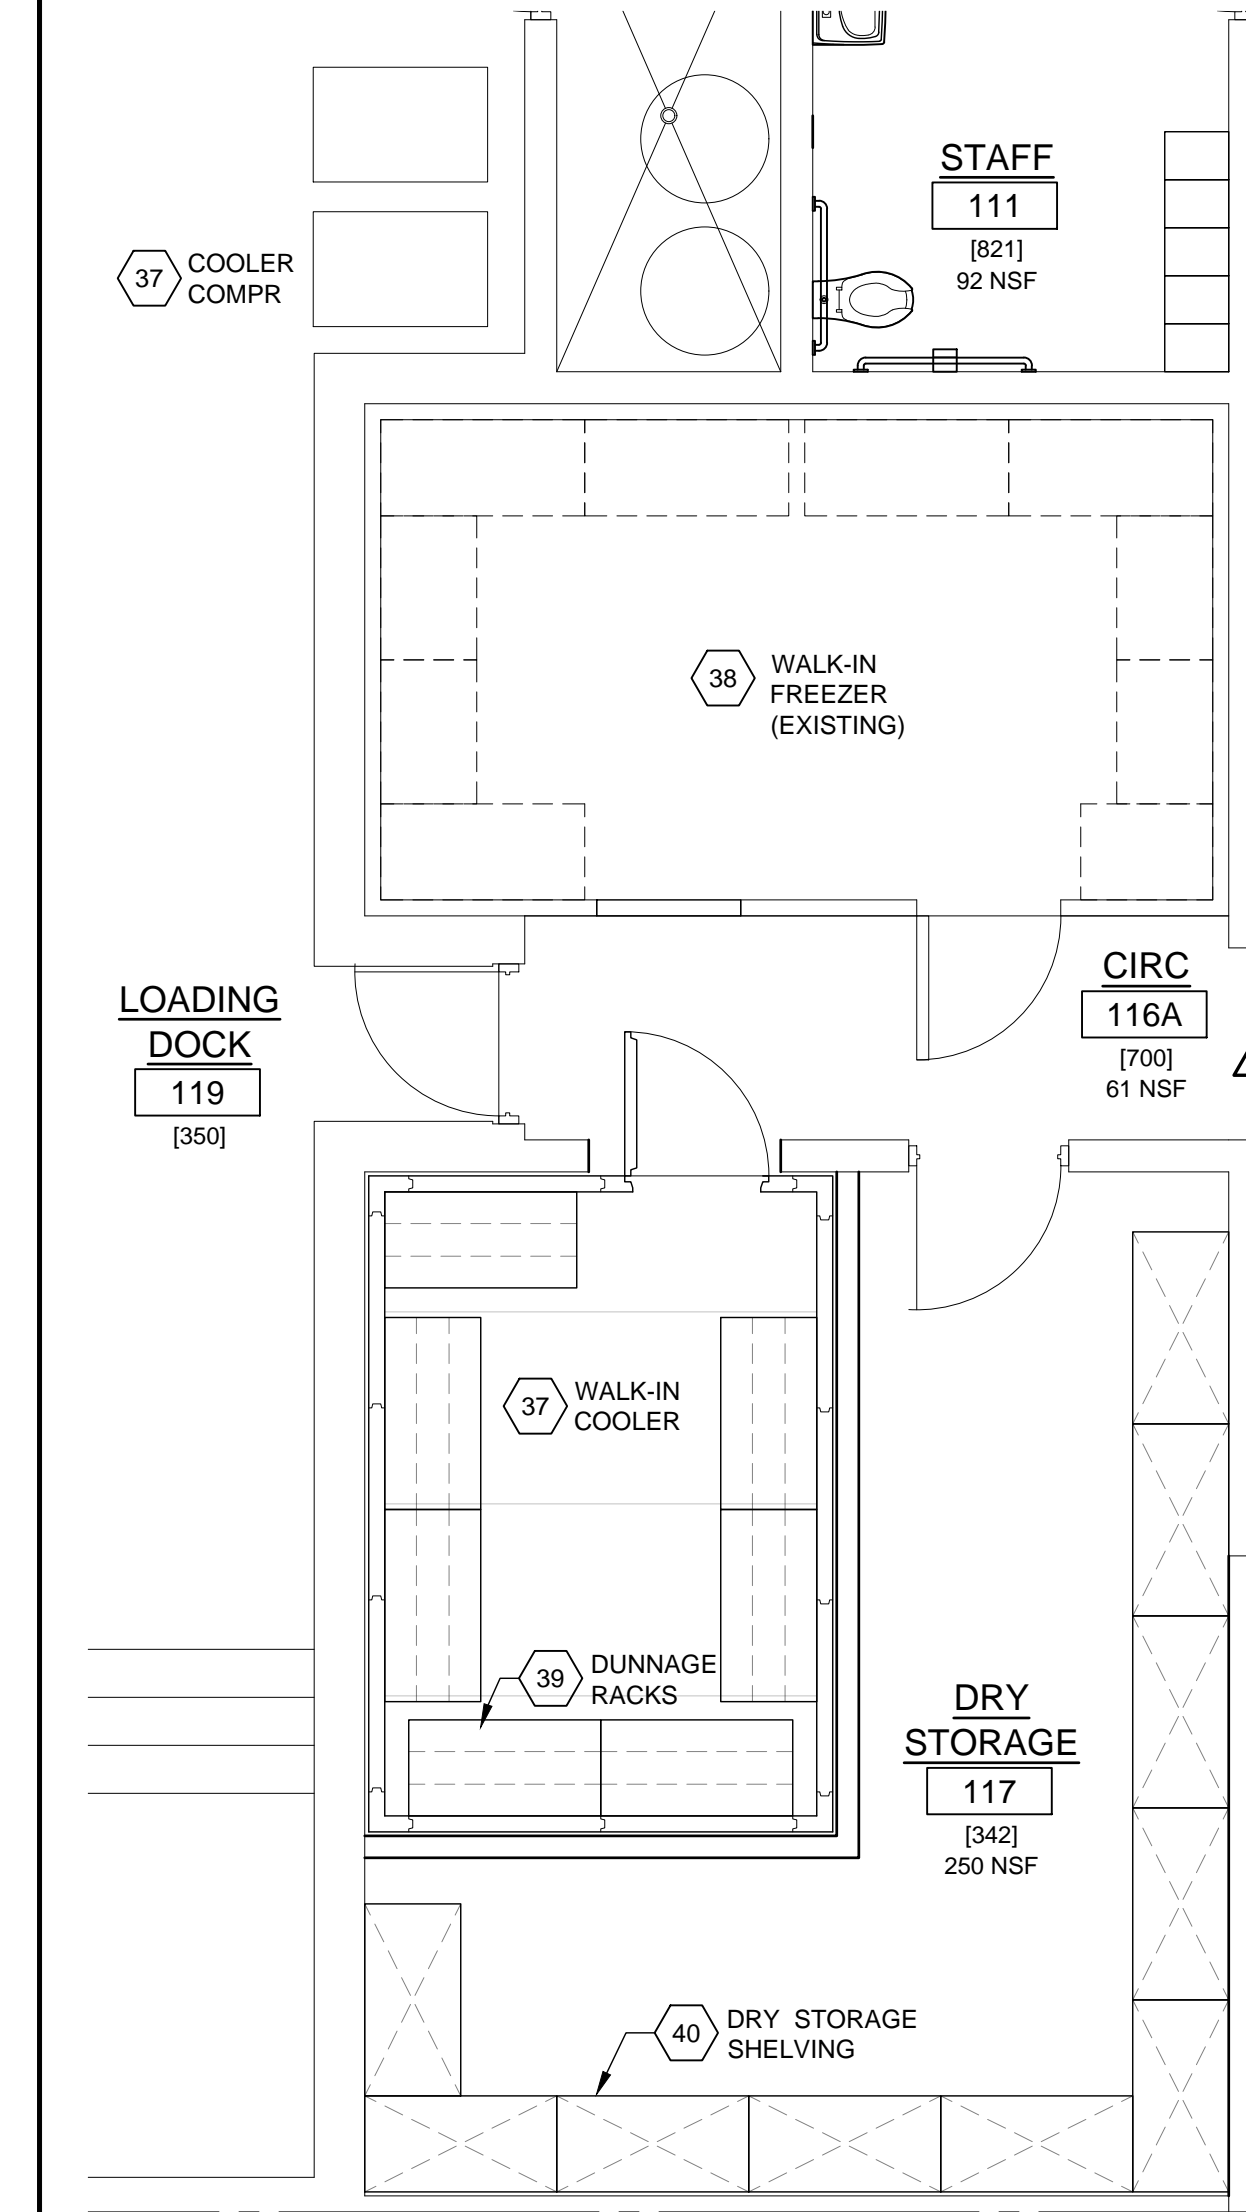 STAFF
111
[821]
92 NSF
37
COOLER
COMPR
38
WALK-IN
FREEZER
(EXISTING)
LOADING
DOCK
119
[350]
CIRC
116A
[700]
61 NSF
37
WALK-IN
COOLER
39
DUNNAGE
RACKS
DRY
STORAGE
117
[342]
250 NSF
40
DRY STORAGE
SHELVING